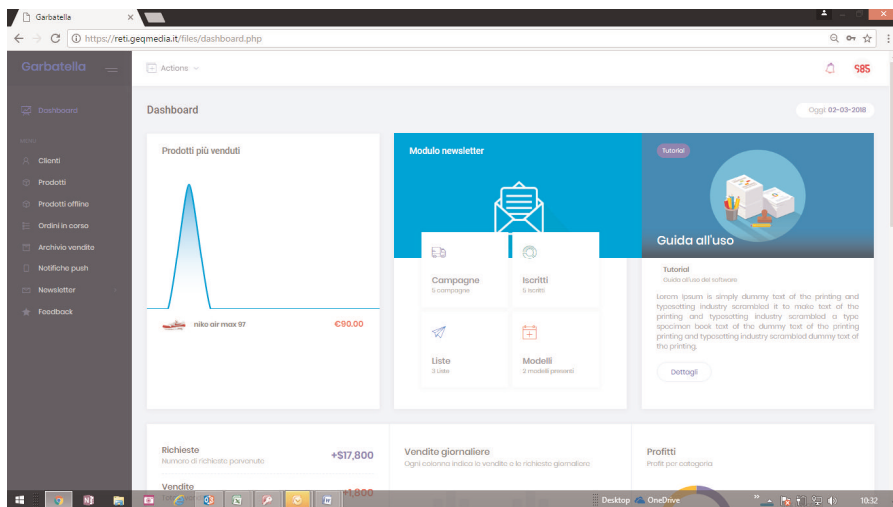 Garbatella
https://reti.geqmedia.it/files/dashboard.php
Garbatella
Actions
S85
Dashboard
MENU
Clienti
Prodotti
Prodotti offline
Ordini in corso
Archivio vendite
Notifiche push
Newsletter
Feedback
Dashboard
Oggi: 02-03-2018
Prodotti più venduti
nike air max 97
€90.00
Modulo newsletter
Campagne
5 campagne
Iscritti
5 iscritti
Liste
3 Liste
Modelli
2 modelli presenti
Tutorial
Guida all'uso
Tutorial
Guida all'uso del software
Lorem Ipsum is simply dummy text of the printing and
typesetting industry scrambled it to make text of the
printing and typesetting industry scrambled a type
specimen book text of the dummy text of the printing
printing and typesetting industry scrambled dummy text of
the printing.
Dettagli
Richieste
Numero di richieste pervenute
+$17,800
Vendite
+1,800
Vendite giornaliere
Ogni colonna indica le vendite e le richieste giornaliere
Profitti
Profit per categoria
Desktop
OneDrive
10:32